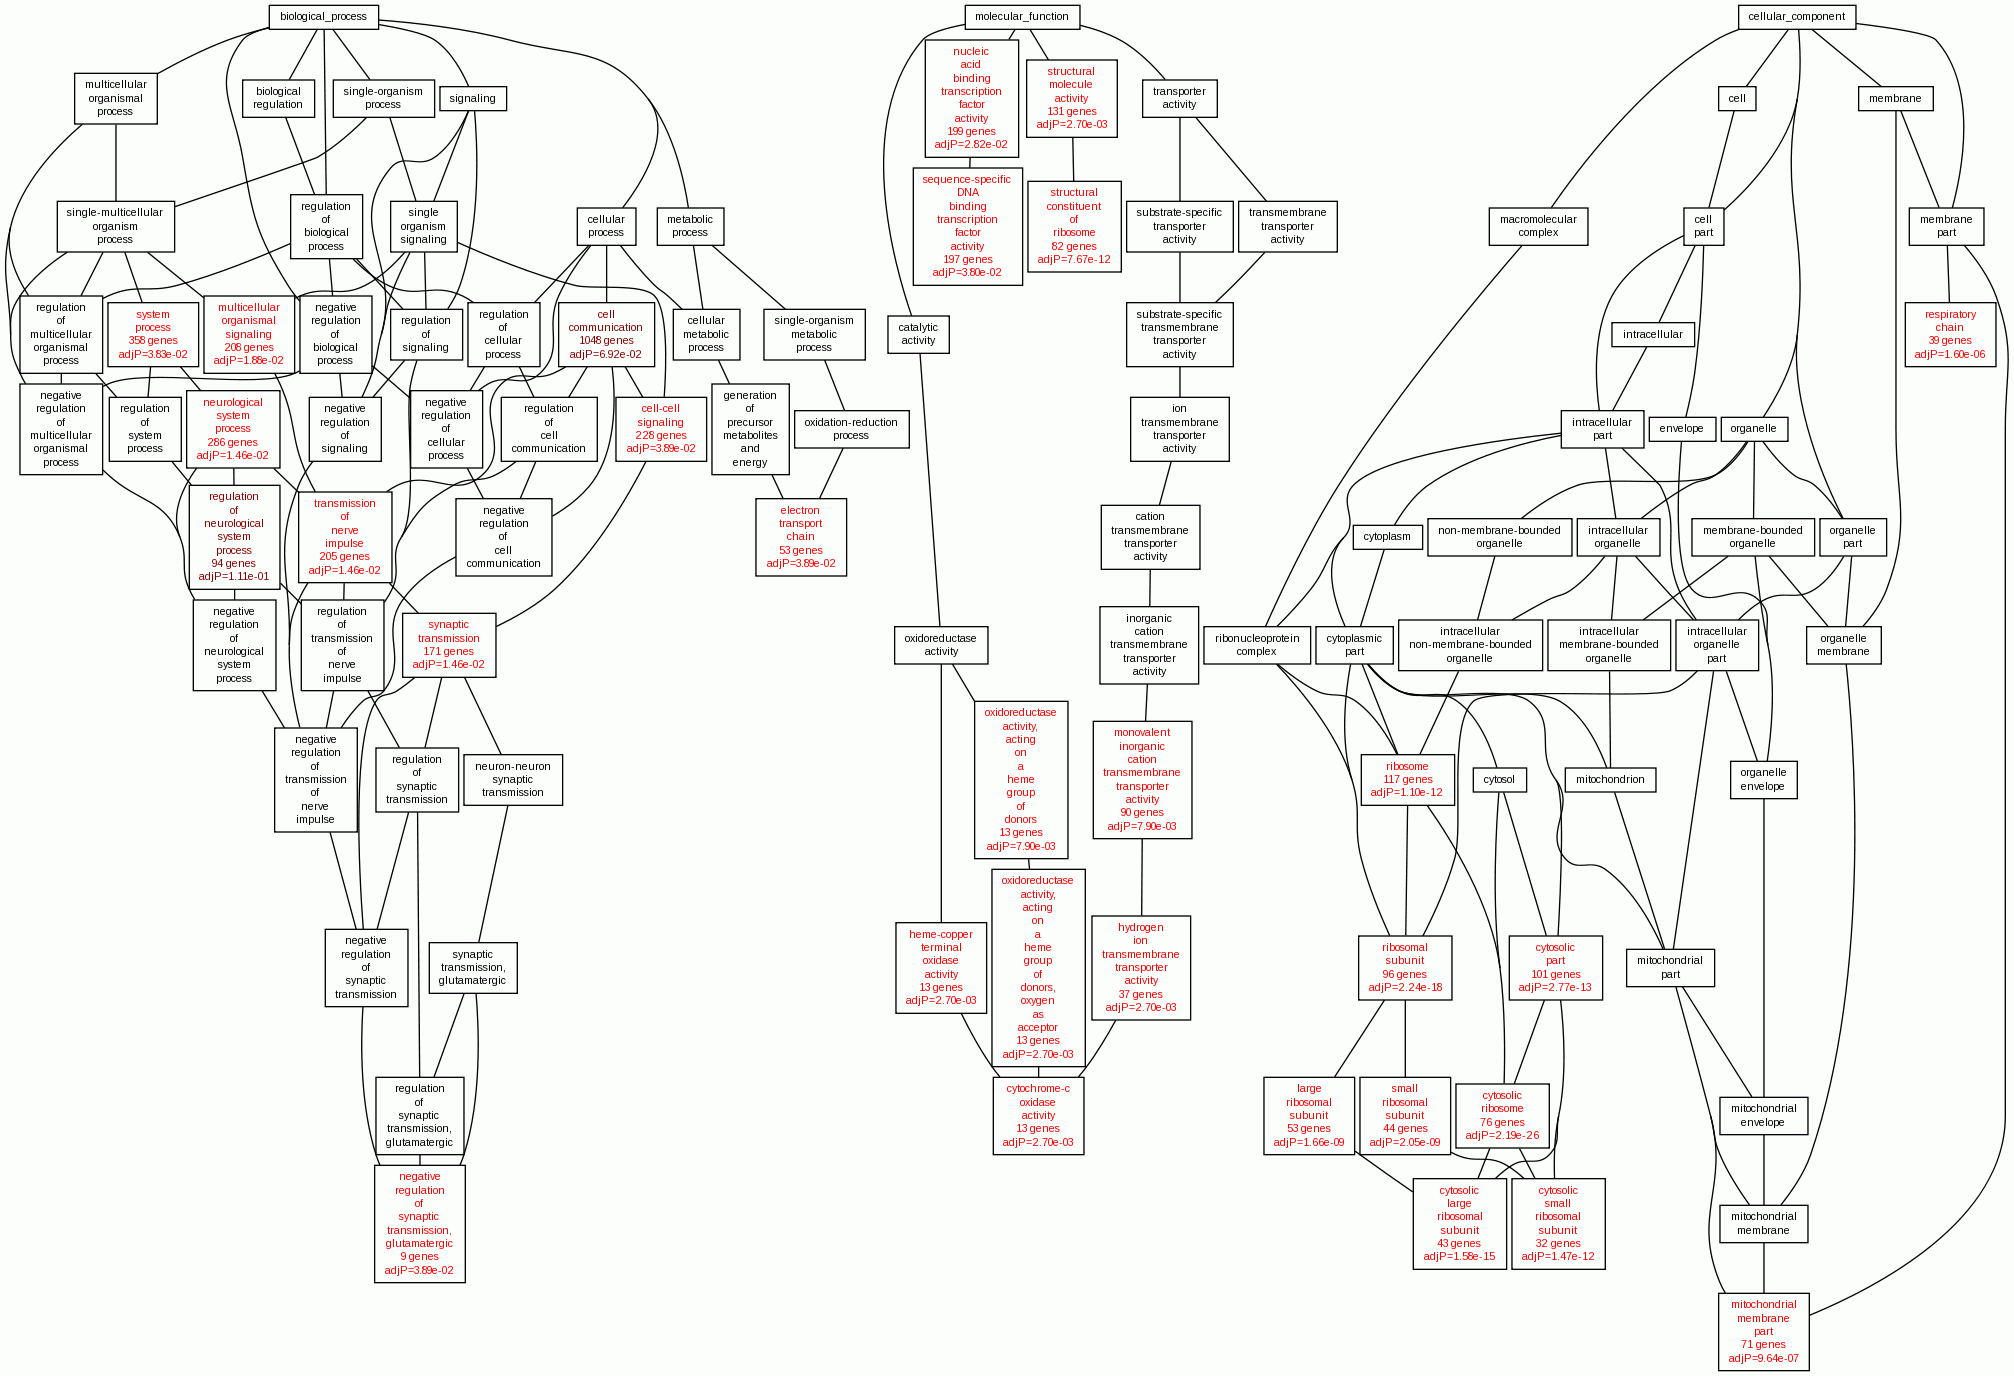 biological_process
molecular_function
cellular_component
multicellular
organismal
process
biological
regulation
single-organism
process
signaling
nucleic
acid
binding
transcription
factor
activity
199 genes
adjP=2.82e-02
structural
molecule
activity
131 genes
adjP=2.70e-03
transporter
activity
cell
membrane
single-multicellular
organism
process
regulation
of
biological
process
single
organism
signaling
cellular
process
metabolic
process
sequence-specific
DNA
binding
transcription
factor
activity
197 genes
adjP=3.80e-02
structural
constituent
of
ribosome
82 genes
adjP=7.67e-12
substrate-specific
transporter
activity
transmembrane
transporter
activity
macromolecular
complex
cell
part
membrane
part
regulation
of
multicellular
organismal
process
system
process
358 genes
adjP=3.83e-02
multicellular
organismal
signaling
208 genes
adjP=1.88e-02
negative
regulation
of
biological
process
regulation
of
signaling
regulation
of
cellular
process
cell
communication
1048 genes
adjP=6.92e-02
cellular
metabolic
process
single-organism
metabolic
process
catalytic
activity
substrate-specific
transmembrane
transporter
activity
intracellular
respiratory
chain
39 genes
adjP=1.60e-06
negative
regulation
of
multicellular
organismal
process
regulation
of
system
process
neurological
system
process
286 genes
adjP=1.46e-02
negative
regulation
of
signaling
negative
regulation
of
cellular
process
regulation
of
cell
communication
cell-cell
signaling
228 genes
adjP=3.89e-02
generation
of
precursor
metabolites
and
energy
oxidation-reduction
process
ion
transmembrane
transporter
activity
intracellular
part
envelope
organelle
regulation
of
neurological
system
process
94 genes
adjP=1.11e-01
transmission
of
nerve
impulse
205 genes
adjP=1.46e-02
negative
regulation
of
cell
communication
electron
transport
chain
53 genes
adjP=3.89e-02
cation
transmembrane
transporter
activity
cytoplasm
non-membrane-bounded
organelle
intracellular
organelle
membrane-bounded
organelle
organelle
part
negative
regulation
of
neurological
system
process
regulation
of
transmission
of
nerve
impulse
synaptic
transmission
171 genes
adjP=1.46e-02
oxidoreductase
activity
inorganic
cation
transmembrane
transporter
activity
ribonucleoprotein
complex
cytoplasmic
part
intracellular
non-membrane-bounded
organelle
intracellular
membrane-bounded
organelle
intracellular
organelle
part
organelle
membrane
negative
regulation
of
transmission
of
nerve
impulse
regulation
of
synaptic
transmission
neuron-neuron
synaptic
transmission
oxidoreductase
activity,
acting
on
a
heme
group
of
donors
13 genes
adjP=7.90e-03
monovalent
inorganic
cation
transmembrane
transporter
activity
90 genes
adjP=7.90e-03
ribosome
117 genes
adjP=1.10e-12
cytosol
mitochondrion
organelle
envelope
negative
regulation
of
synaptic
transmission
synaptic
transmission,
glutamatergic
heme-copper
terminal
oxidase
activity
13 genes
adjP=2.70e-03
oxidoreductase
activity,
acting
on
a
heme
group
of
donors,
oxygen
as
acceptor
13 genes
adjP=2.70e-03
hydrogen
ion
transmembrane
transporter
activity
37 genes
adjP=2.70e-03
ribosomal
subunit
96 genes
adjP=2.24e-18
cytosolic
part
101 genes
adjP=2.77e-13
mitochondrial
part
regulation
of
synaptic
transmission,
glutamatergic
cytochrome-c
oxidase
activity
13 genes
adjP=2.70e-03
large
ribosomal
subunit
53 genes
adjP=1.66e-09
small
ribosomal
subunit
44 genes
adjP=2.05e-09
cytosolic
ribosome
76 genes
adjP=2.19e-26
mitochondrial
envelope
negative
regulation
of
synaptic
transmission,
glutamatergic
9 genes
adjP=3.89e-02
cytosolic
large
ribosomal
subunit
43 genes
adjP=1.58e-15
cytosolic
small
ribosomal
subunit
32 genes
adjP=1.47e-12
mitochondrial
membrane
mitochondrial
membrane
part
71 genes
adjP=9.64e-07